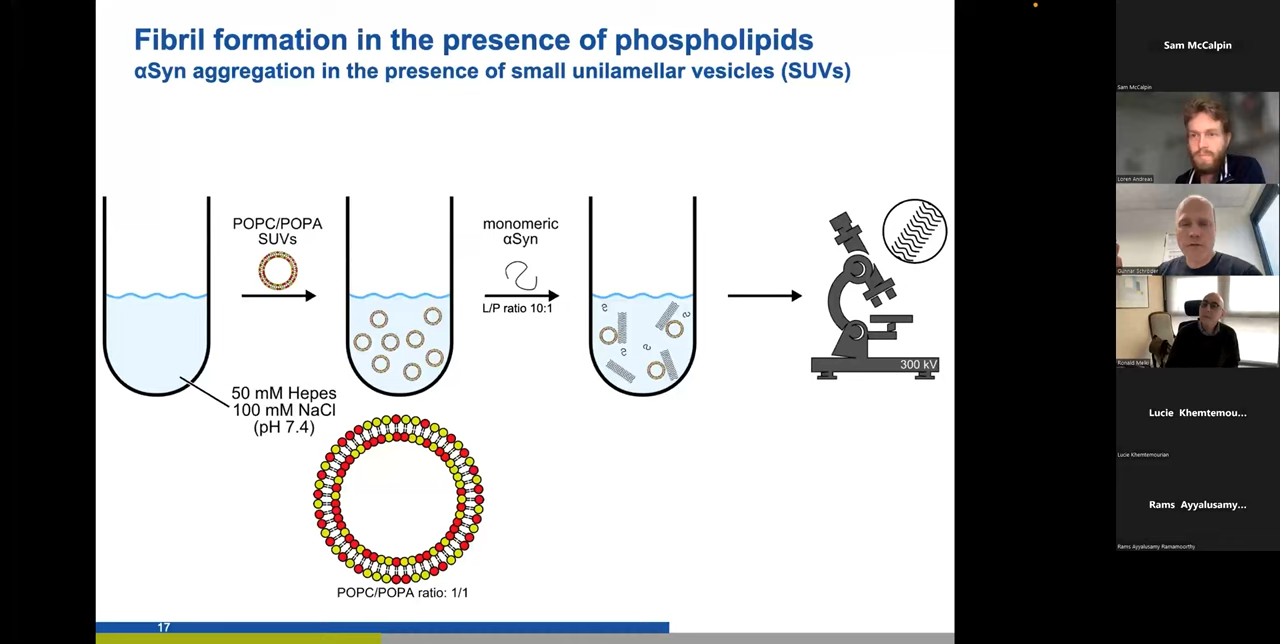 Fibril formation in the presence of phospholipids
αSyn aggregation in the presence of small unilamellar vesicles (SUVs)
POPC/POPA
SUVs
monomeric
αSyn
L/P ratio 10:1
300 kV
50 mM Hepes
100 mM NaCl
(pH 7.4)
POPC/POPA ratio: 1/1
17
Sam McCalpin
Sam McCalpin
Loren Andreas
Gunnar Schröder
Ronald Melki
Lucie Khemtemou...
Lucie Khemtemourian
Rams Ayyalusamy...
Rams Ayyalusamy Ramamoorthy